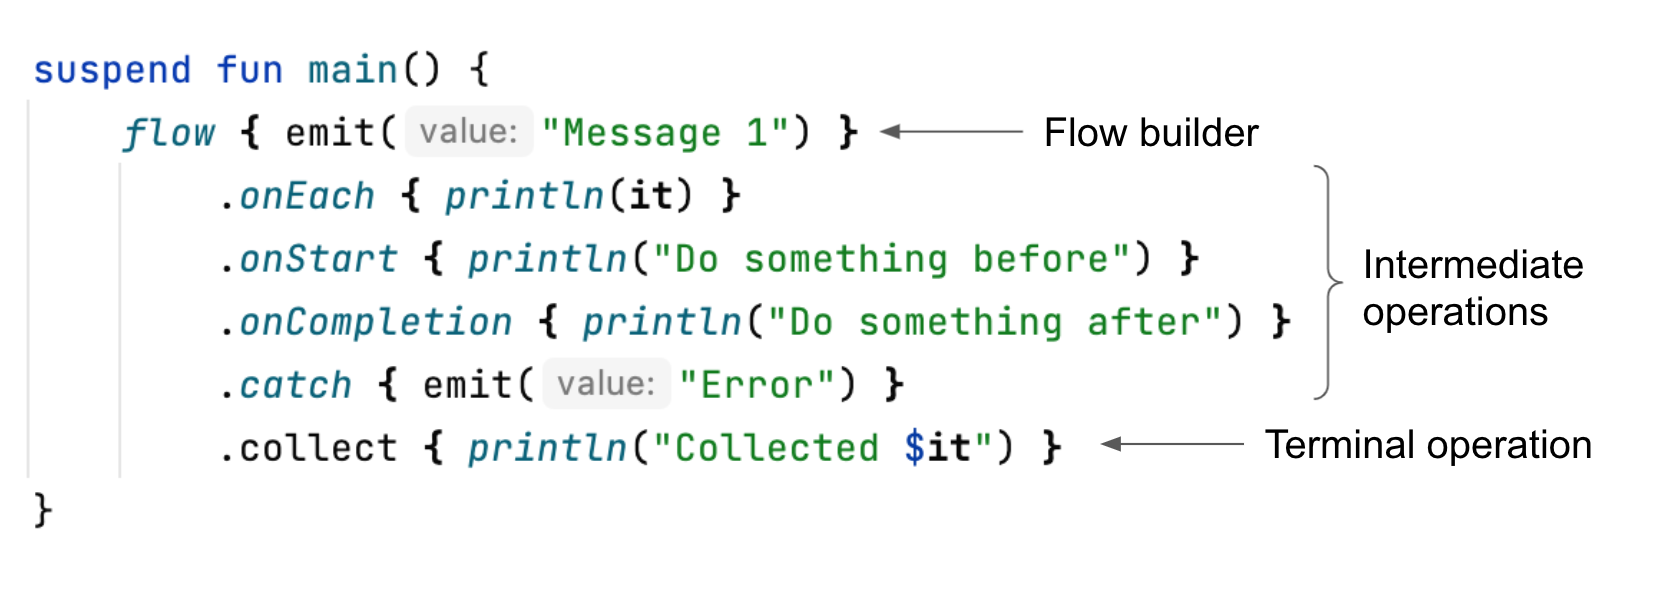 suspend fun main() {
flow { emit( value: "Message 1") } Flow builder
.onEach { println(it) }
.onStart { println("Do something before") }
.onCompletion { println("Do something after") }
Intermediate
operations
.catch { emit( value: "Error") }
.collect { println("Collected $it") } Terminal operation
}